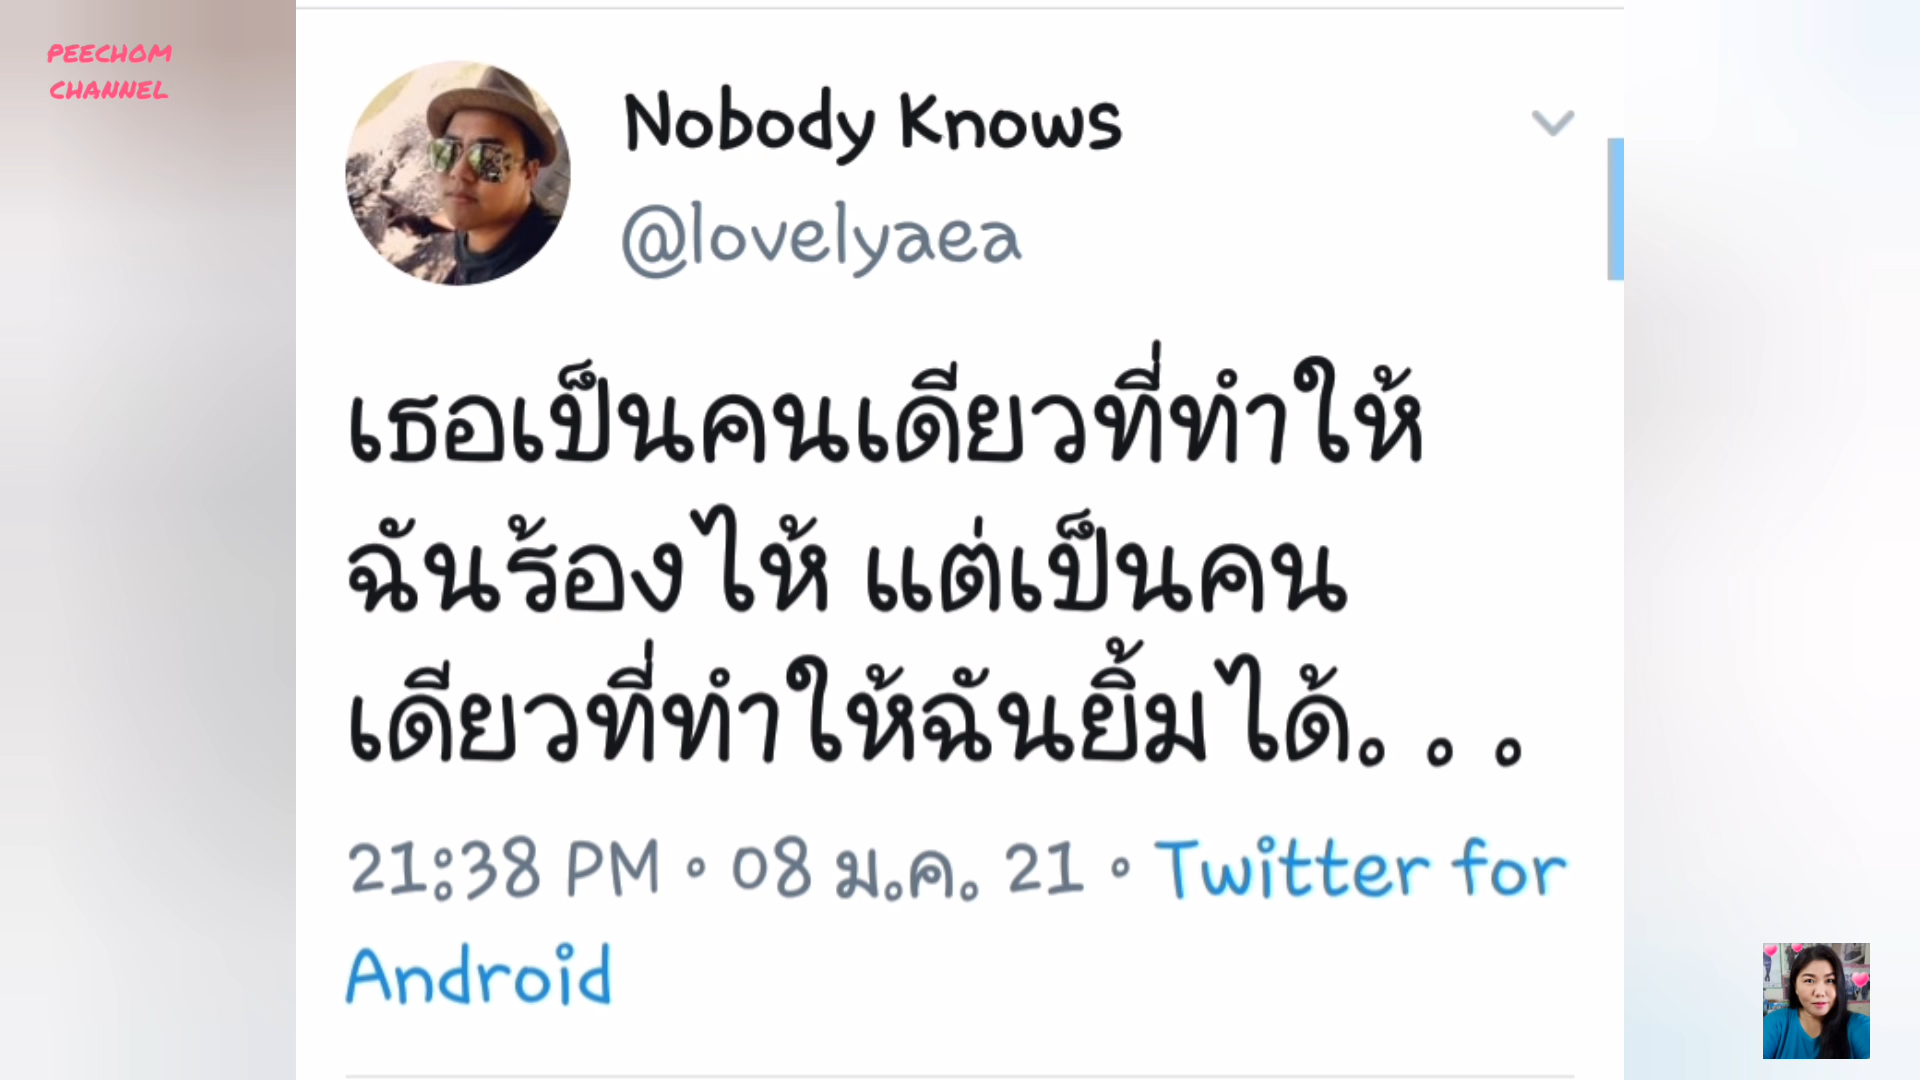 PEECHOM
CHANNEL
Nobody Knows
@lovelyaea
เธอเป็นคนเดียวที่ทำให้
ฉันร้องไห้ แต่เป็นคน
เดียวที่ทำให้ฉันยิ้มได้. . .
21:38 PM • 08 ม.ค. 21 • Twitter for
Android